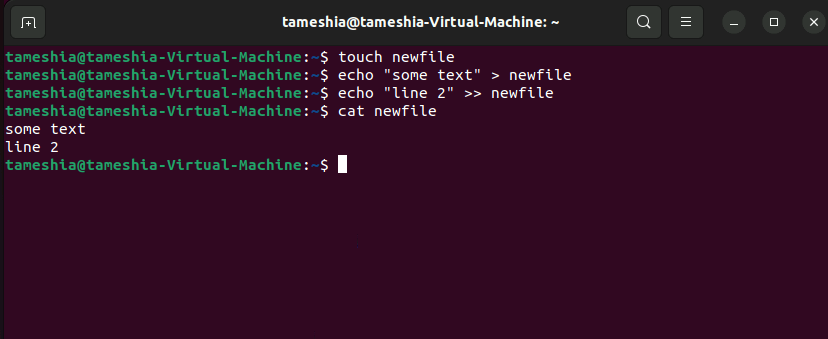 tameshia@tameshia-Virtual-Machine: ~
tameshia@tameshia-Virtual-Machine:~$ touch newfile
tameshia@tameshia-Virtual-Machine:~$ echo "some text" > newfile
tameshia@tameshia-Virtual-Machine:~$ echo "line 2" >> newfile
tameshia@tameshia-Virtual-Machine:~$ cat newfile
some text
line 2
tameshia@tameshia-Virtual-Machine:~$